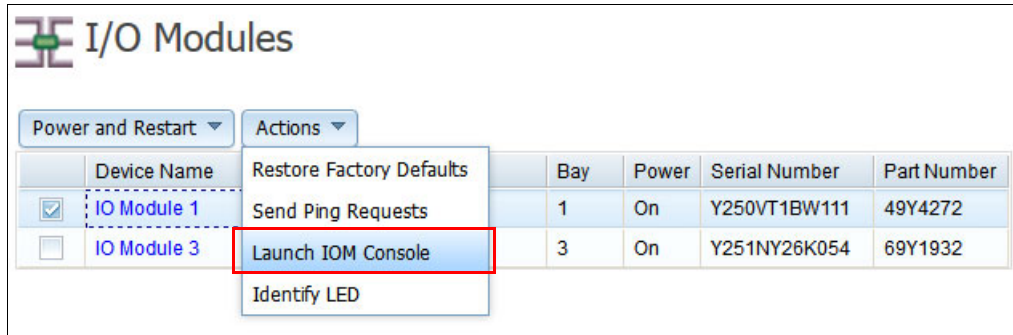 I/O Modules
Power and Restart Actions
Device Name Bay Power Serial Number Part Number
Restore Factory Defaults
IO Module 1 1 On Y250VT1BW111 49Y4272
Send Ping Requests
IO Module 3 3 On Y251NY26K054 69Y1932
Launch IOM Console
Identify LED